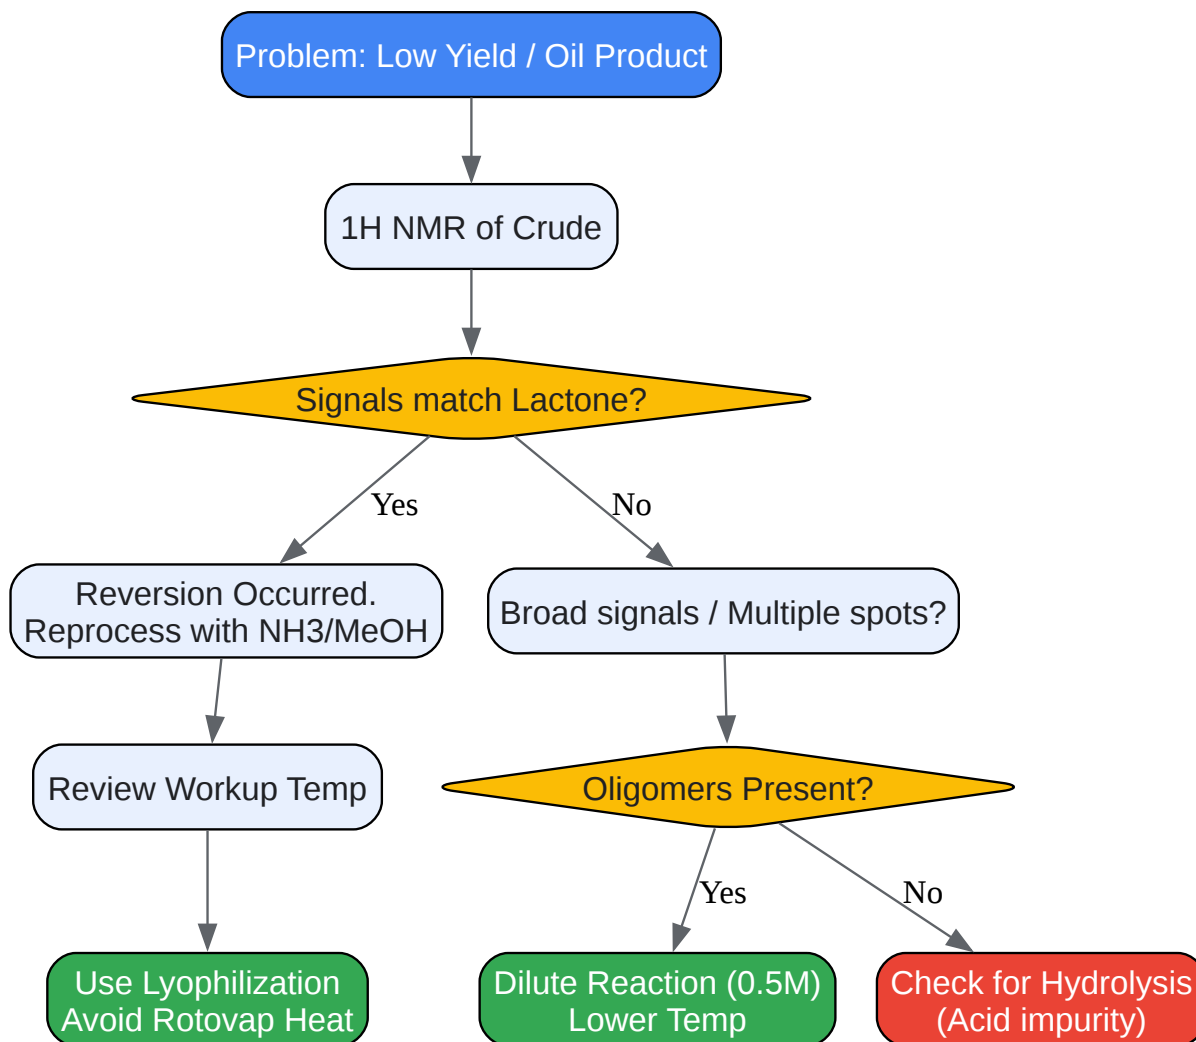 Problem: Low Yield / Oil Product
1H NMR of Crude
Signals match Lactone?
Yes
No
Reversion Occurred.
Reprocess with NH3/MeOH
Broad signals / Multiple spots?
Review Workup Temp
Oligomers Present?
Yes
No
Use Lyophilization
Avoid Rotovap Heat
Dilute Reaction (0.5M)
Lower Temp
Check for Hydrolysis
(Acid impurity)